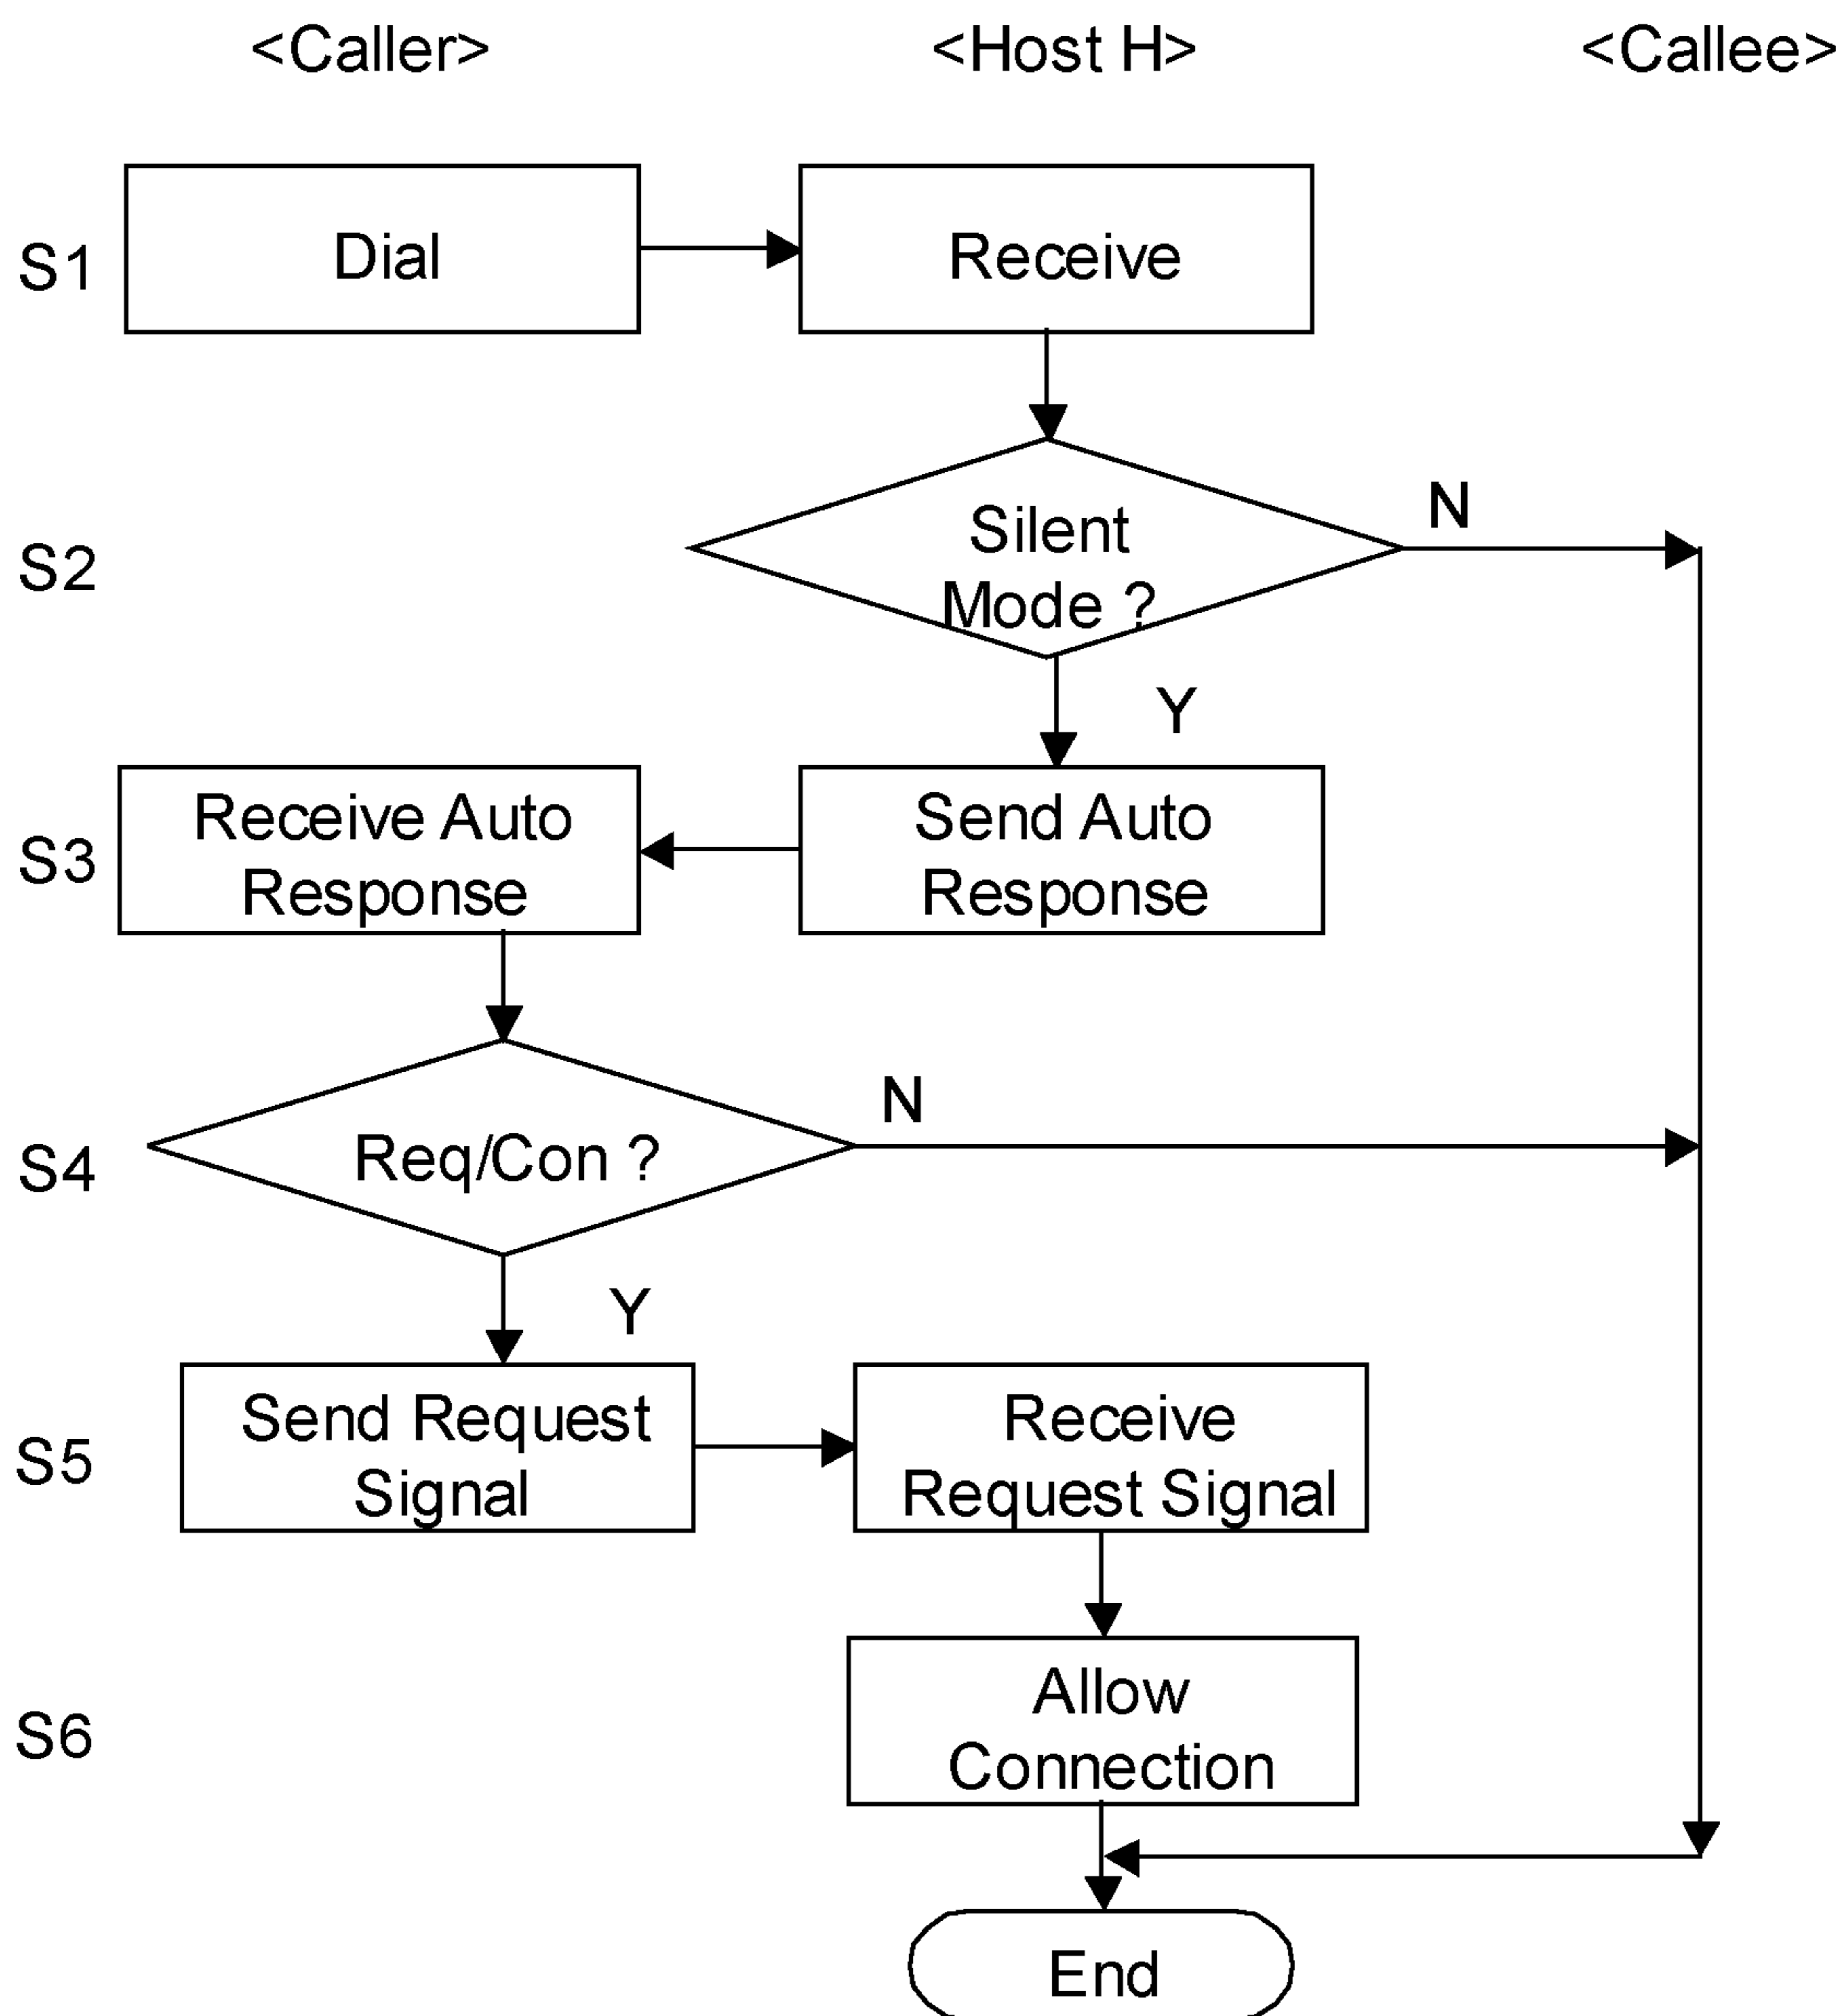 <Caller>
<Host H>
<Callee>
S1
Dial
Receive
S2
Silent
Mode ?
N
Y
S3
Receive Auto
Response
Send Auto
Response
S4
Req/Con ?
N
Y
S5
Send Request
Signal
Receive
Request Signal
S6
Allow
Connection
End